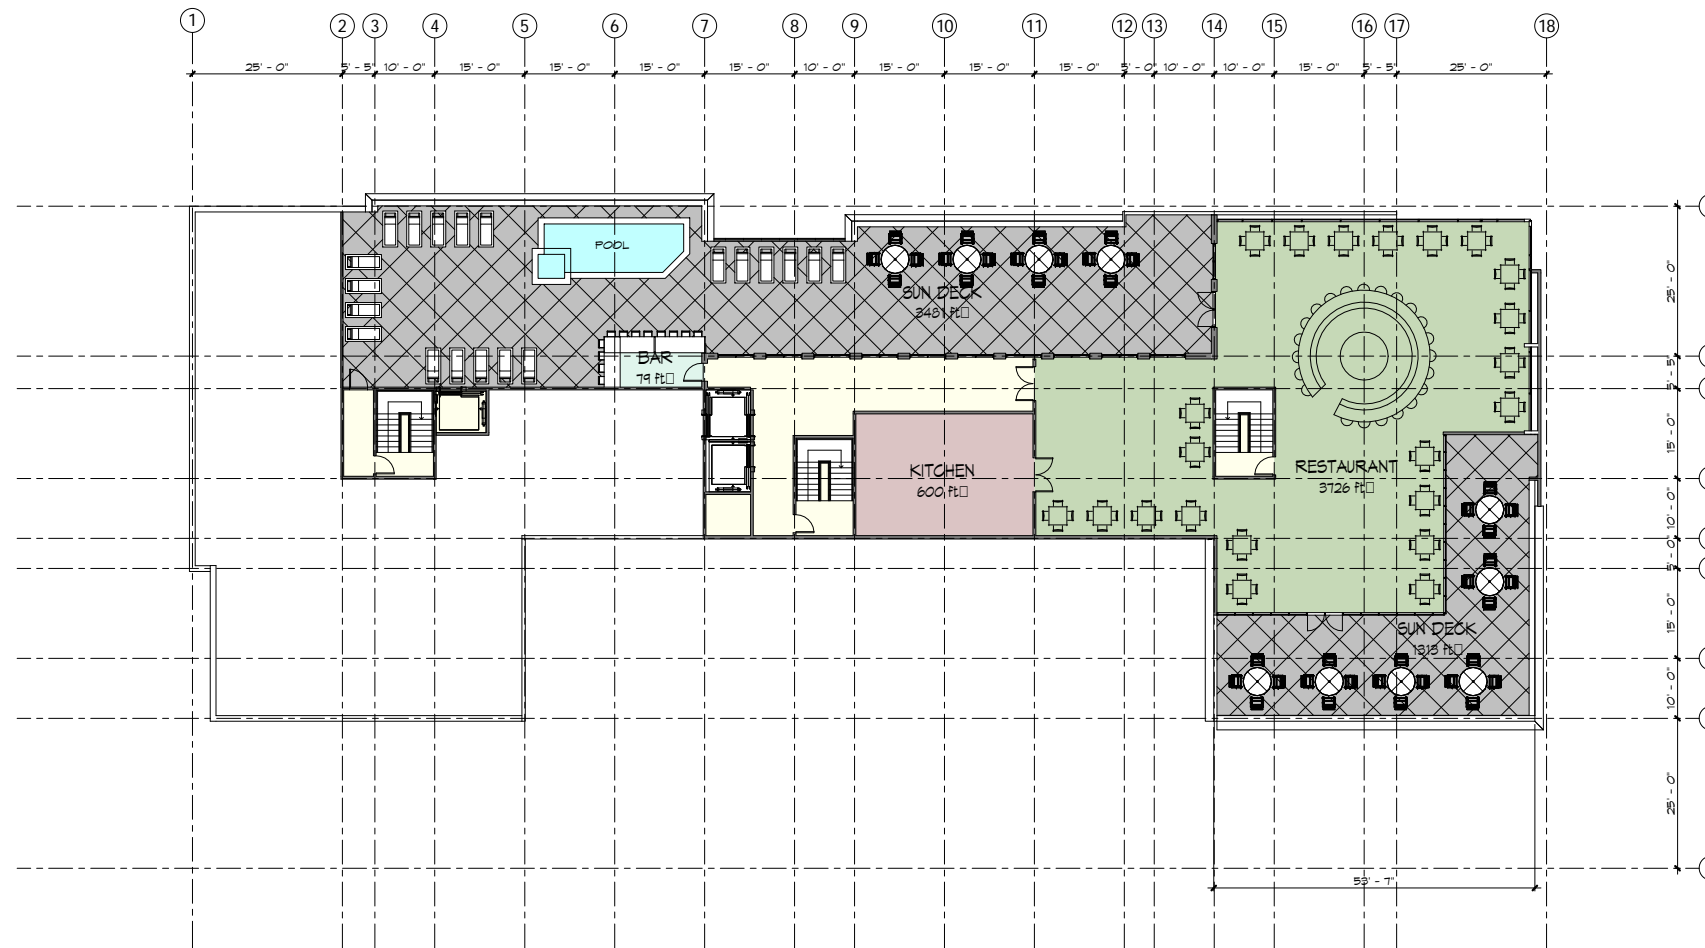 1 2 3 4 5 6 7 8 9 10 11 12 13 14 15 16 17 18
25' - 0" 5' - 5" 10' - 0" 15' - 0" 15' - 0" 15' - 0" 15' - 0" 10' - 0" 15' - 0" 15' - 0" 15' - 0" 5' - 0" 10' - 0" 10' - 0" 15' - 0" 5' - 5" 25' - 0"
POOL
SUN DECK
3481 ft□
25' - 0"
BAR
79 ft□
5' - 5"
15' - 0"
KITCHEN
600 ft□
RESTAURANT
3726 ft□
10' - 0"
5' - 0"
15' - 0"
SUN DECK
1313 ft□
10' - 0"
25' - 0"
53' - 7"